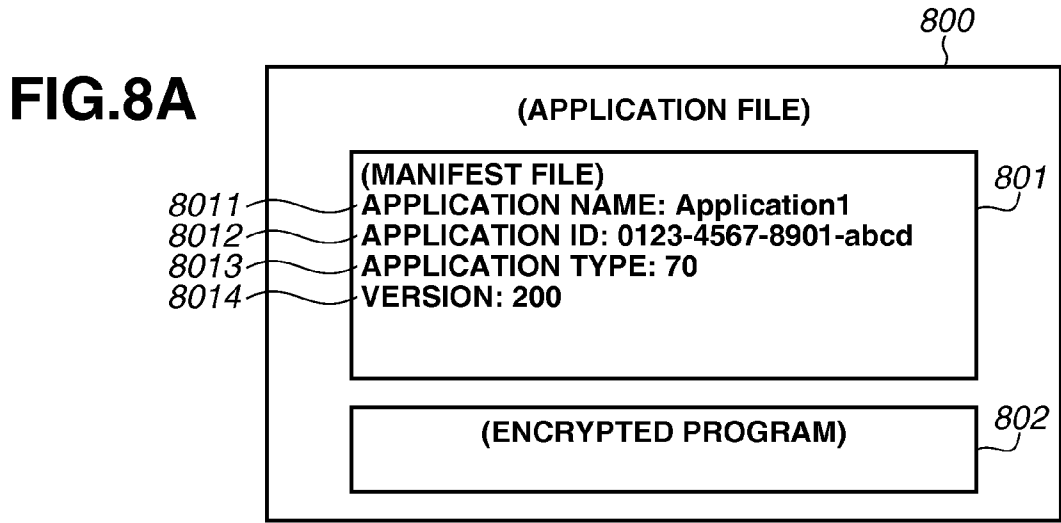 800
FIG.8A
(APPLICATION FILE)
(MANIFEST FILE)
801
8011 APPLICATION NAME: Application1
8012 APPLICATION ID: 0123-4567-8901-abcd
8013 APPLICATION TYPE: 70
8014 VERSION: 200
(ENCRYPTED PROGRAM)
802